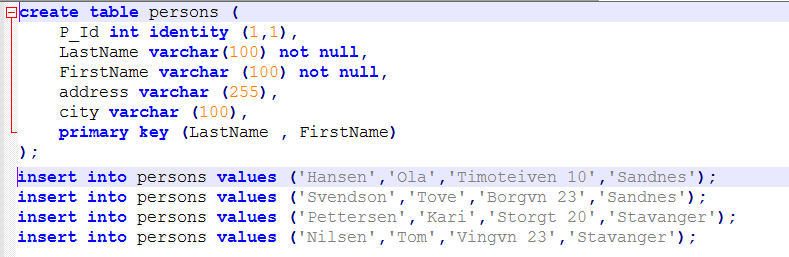 create table persons (
    P_Id int identity (1,1),
    LastName varchar(100) not null,
    FirstName varchar (100) not null,
    address varchar (255),
    city varchar (100),
    primary key (LastName , FirstName)
);
insert into persons values ('Hansen','Ola','Timoteiven 10','Sandnes');
insert into persons values ('Svendson','Tove','Borgvn 23','Sandnes');
insert into persons values ('Pettersen','Kari','Storgt 20','Stavanger');
insert into persons values ('Nilsen','Tom','Vingvn 23','Stavanger');